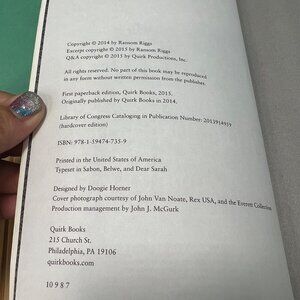 Copyright © 2014 by Ransom Riggs
Excerpt copyright © 2015 by Ransom Riggs
Q&A copyright © 2015 by Quirk Productions, Inc.
All rights reserved. No part of this book may be reproduced
in any form without written permission from the publisher.
First paperback edition, Quirk Books, 2015.
Originally published by Quirk Books in 2014.
Library of Congress Cataloging in Publication Number: 2013914959
(hardcover edition)
ISBN: 978-1-59474-735-9
Printed in the United States of America
Typeset in Sabon, Belwe, and Dear Sarah
Designed by Doogie Horner
Cover photograph courtesy of John Van Noate, Rex USA, and the Everett Collection
Production management by John J. McGurk
Quirk Books
215 Church St.
Philadelphia, PA 19106
quirkbooks.com
10 9 8 7